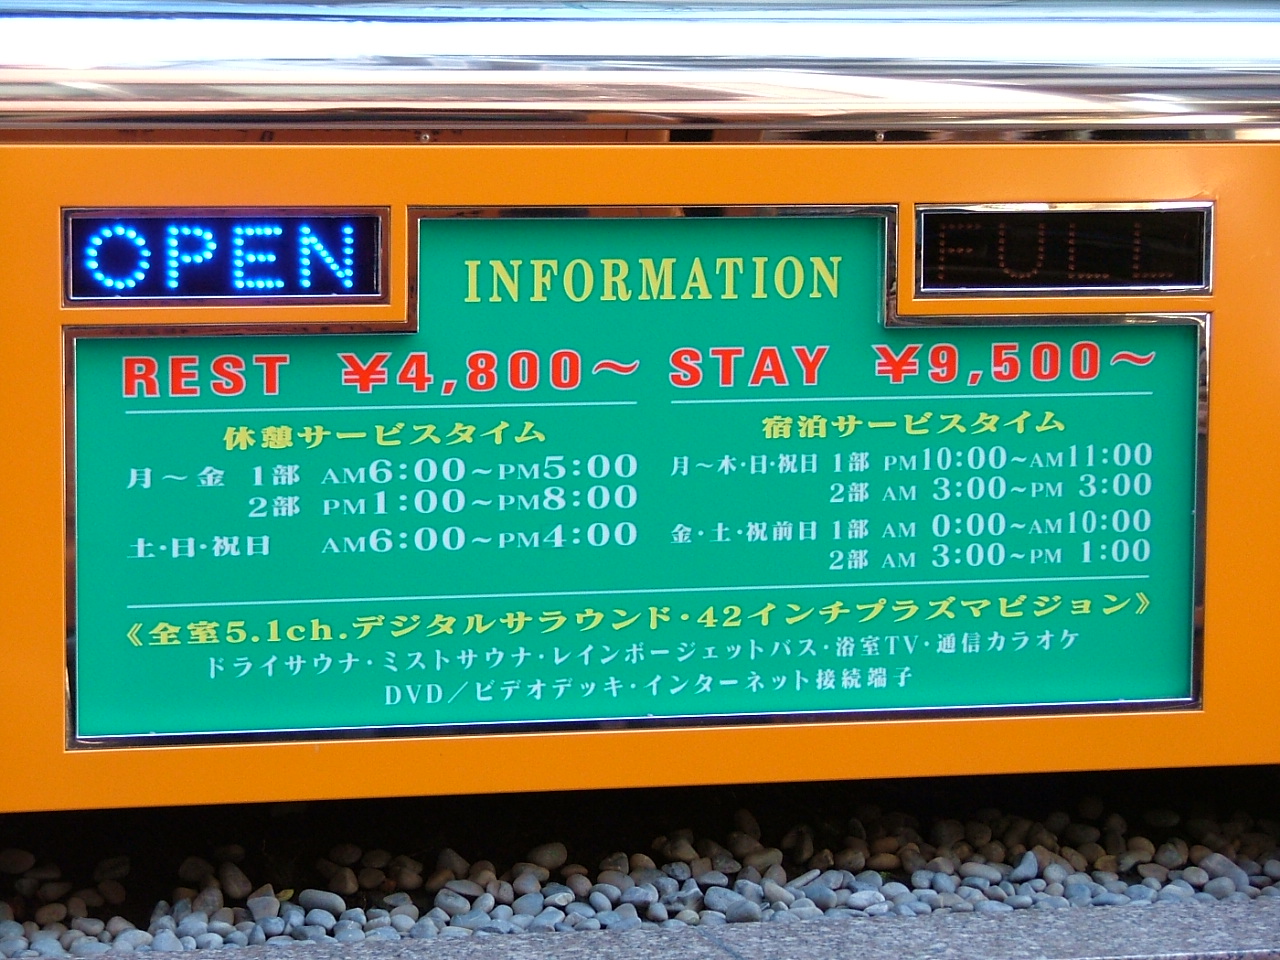 OPEN
INFORMATION
FULL
REST ¥4,800～
休憩サービスタイム
月～金 1部 AM6:00～PM5:00
2部 PM1:00～PM8:00
土・日・祝日 AM6:00～PM4:00
STAY ¥9,500～
宿泊サービスタイム
月～木・日・祝日 1部 PM10:00～AM11:00
2部 AM 3:00～PM 3:00
金・土・祝前日 1部 AM 0:00～AM10:00
2部 AM 3:00～PM 1:00
《全室5.1ch.デジタルサラウンド・42インチプラズマビジョン》
ドライサウナ・ミストサウナ・レインボージェットバス・浴室TV・通信カラオケ
DVD／ビデオデッキ・インターネット接続端子